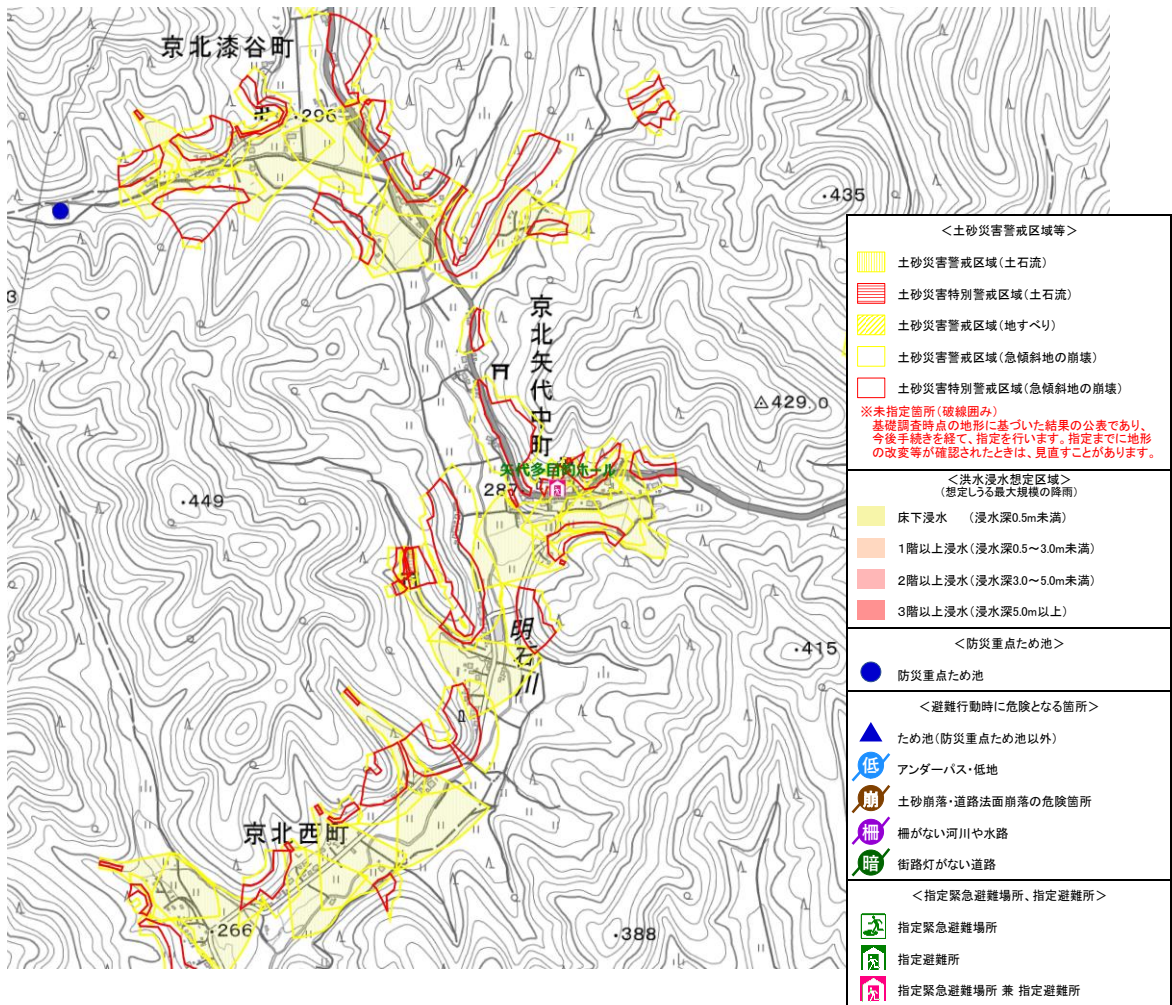 京北漆谷町
・296
・435
3
京北矢代中町
429.0
矢代多目的ホール
287
・449
明石川
・415
京北西町
・266
・388
<土砂災害警戒区域等>
土砂災害警戒区域(土石流)
土砂災害特別警戒区域(土石流)
土砂災害警戒区域(地すべり)
土砂災害警戒区域(急傾斜地の崩壊)
土砂災害特別警戒区域(急傾斜地の崩壊)
※未指定箇所(破線囲み)
基礎調査時点の地形に基づいた結果の公表であり、
今後手続きを経て、指定を行います。指定までに地形
の改変等が確認されたときは、見直すことがあります。
<洪水浸水想定区域>
(想定しうる最大規模の降雨)
床下浸水 (浸水深0.5m未満)
1階以上浸水(浸水深0.5~3.0m未満)
2階以上浸水(浸水深3.0~5.0m未満)
3階以上浸水(浸水深5.0m以上)
<防災重点ため池>
防災重点ため池
<避難行動時に危険となる箇所>
ため池(防災重点ため池以外)
低 アンダーパス・低地
崩 土砂崩落・道路法面崩落の危険箇所
柵 柵がない河川や水路
暗 街路灯がない道路
<指定緊急避難場所、指定避難所>
指定緊急避難場所
指定避難所
指定緊急避難場所 兼 指定避難所